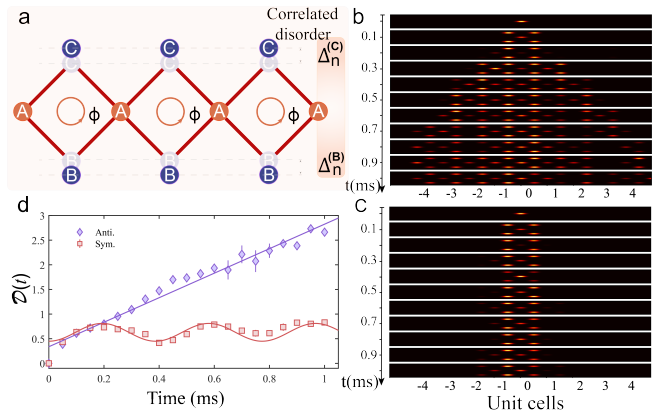 a
Correlated
disorder
C C C
C C C
Δn(C)
A A A A
ϕ ϕ ϕ
B B B
B B B
Δn(B)
b
0.1
0.3
0.5
0.7
0.9
t(ms)
-4 -3 -2 -1 0 1 2 3 4
C
0.1
0.3
0.5
0.7
0.9
t(ms)
-4 -3 -2 -1 0 1 2 3 4
Unit cells
d
3
2.5
2
1.5
1
0.5
0
Anti.
Sym.
𝒟(t)
0 0.2 0.4 0.6 0.8 1
Time (ms)